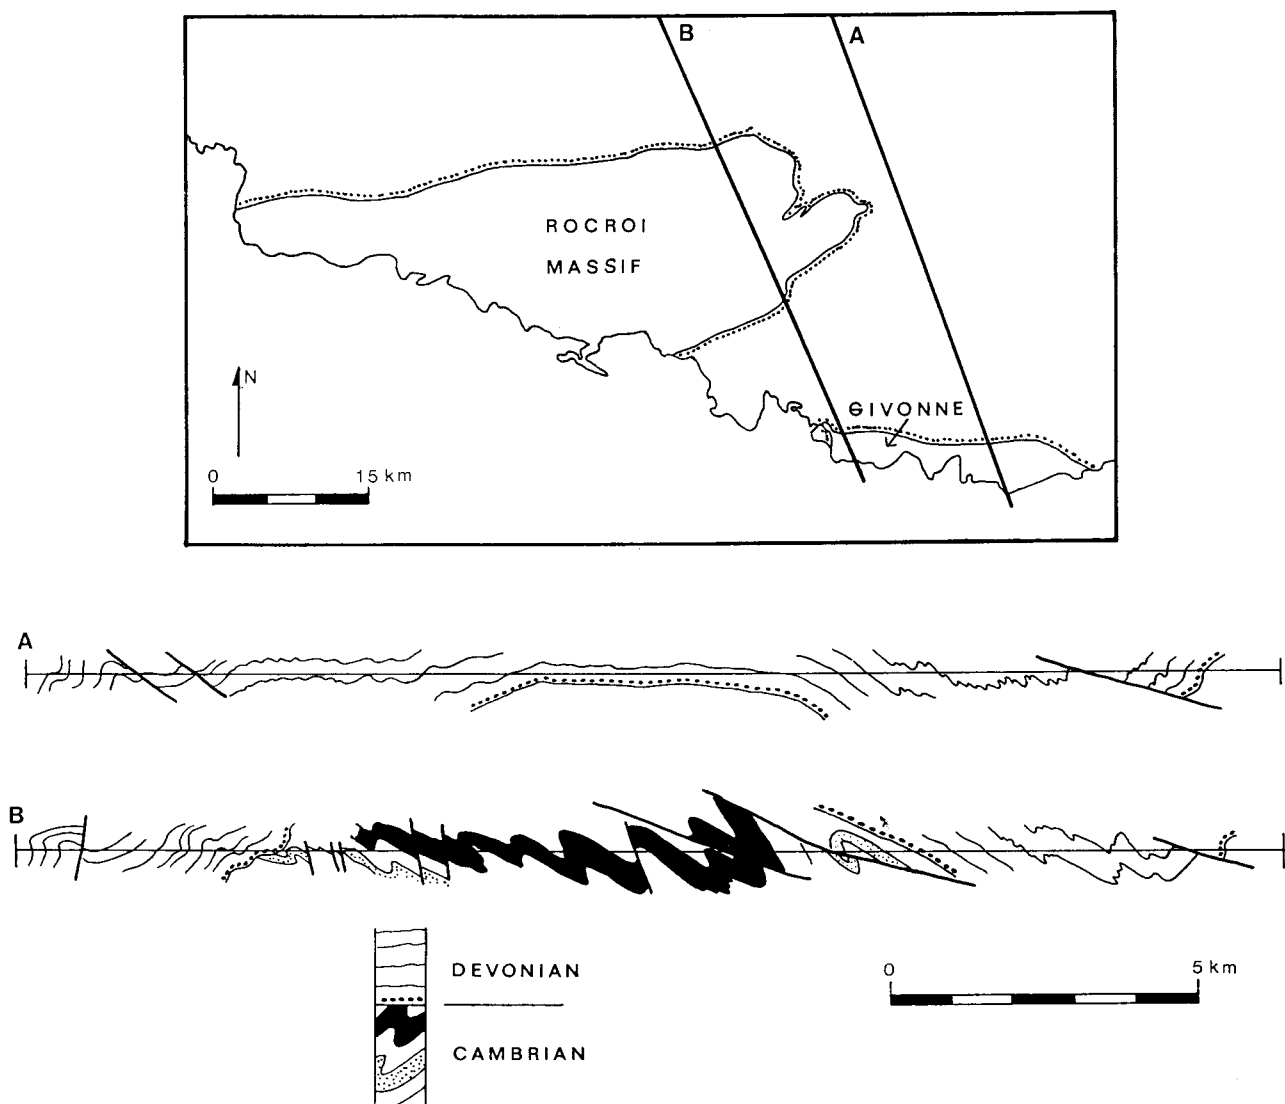 B
A
ROCROI
MASSIF
N
GIVONNE
0 15 km
A
B
DEVONIAN
CAMBRIAN
0 5 km